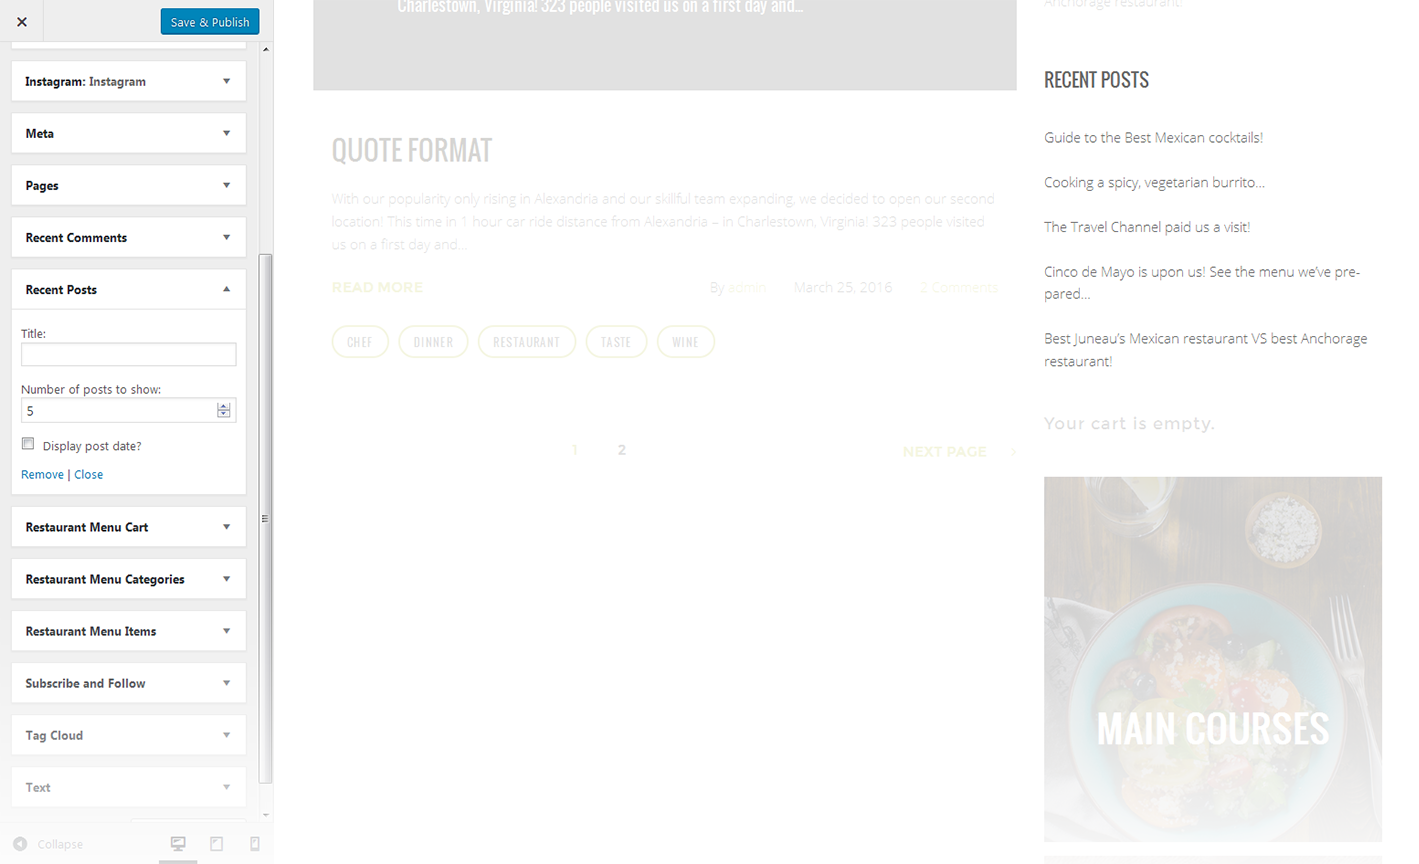 Save & Publish
Instagram: Instagram
Meta
Pages
Recent Comments
Recent Posts
Title:
Number of posts to show:
5
Display post date?
Remove | Close
Restaurant Menu Cart
Restaurant Menu Categories
Restaurant Menu Items
Subscribe and Follow
Tag Cloud
Text
Collapse
Charlestown, Virginia! 323 people visited us on a first day and...
QUOTE FORMAT
With our popularity only rising in Alexandria and our skillful team expanding, we decided to open our second
location! This time in 1 hour car ride distance from Alexandria – in Charlestown, Virginia! 323 people visited
us on a first day and...
READ MORE
By admin
March 25, 2016
2 Comments
CHEF
DINNER
RESTAURANT
TASTE
WINE
1
2
NEXT PAGE
Anchorage restaurant!
RECENT POSTS
Guide to the Best Mexican cocktails!
Cooking a spicy, vegetarian burrito...
The Travel Channel paid us a visit!
Cinco de Mayo is upon us! See the menu we’ve pre-
pared...
Best Juneau’s Mexican restaurant VS best Anchorage
restaurant!
Your cart is empty.
MAIN COURSES